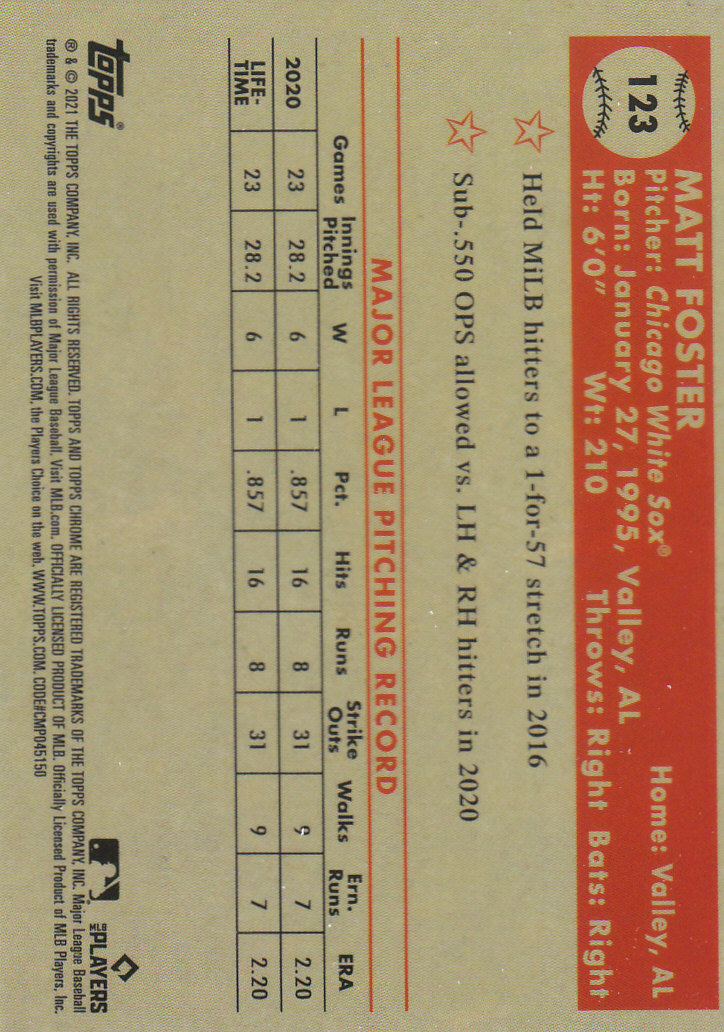 123
MATT FOSTER
Pitcher: Chicago White Sox® Home: Valley, AL
Born: January 27, 1995, Valley, AL
Ht: 6'0" Wt: 210 Throws: Right Bats: Right
Held MiLB hitters to a 1-for-57 stretch in 2016
Sub-.550 OPS allowed vs. LH & RH hitters in 2020
MAJOR LEAGUE PITCHING RECORD
Games Innings Pitched W L Pct. Hits Runs Strike Outs Walks Ern. Runs ERA
2020 23 28.2 6 1 .857 16 8 31 9 7 2.20
LIFE-TIME 23 28.2 6 1 .857 16 8 31 9 7 2.20
topps®
MLB PLAYERS
® & © 2021 THE TOPPS COMPANY, INC. ALL RIGHTS RESERVED. TOPPS AND TOPPS CHROME ARE REGISTERED TRADEMARKS OF THE TOPPS COMPANY, INC. Major League Baseball
trademarks and copyrights are used with permission of Major League Baseball. Visit MLB.com. OFFICIALLY LICENSED PRODUCT OF MLB. Officially Licensed Product of MLB Players, Inc.
Visit MLBPLAYERS.COM, the Players Choice on the web. WWW.TOPPS.COM. CODE#CMP045150